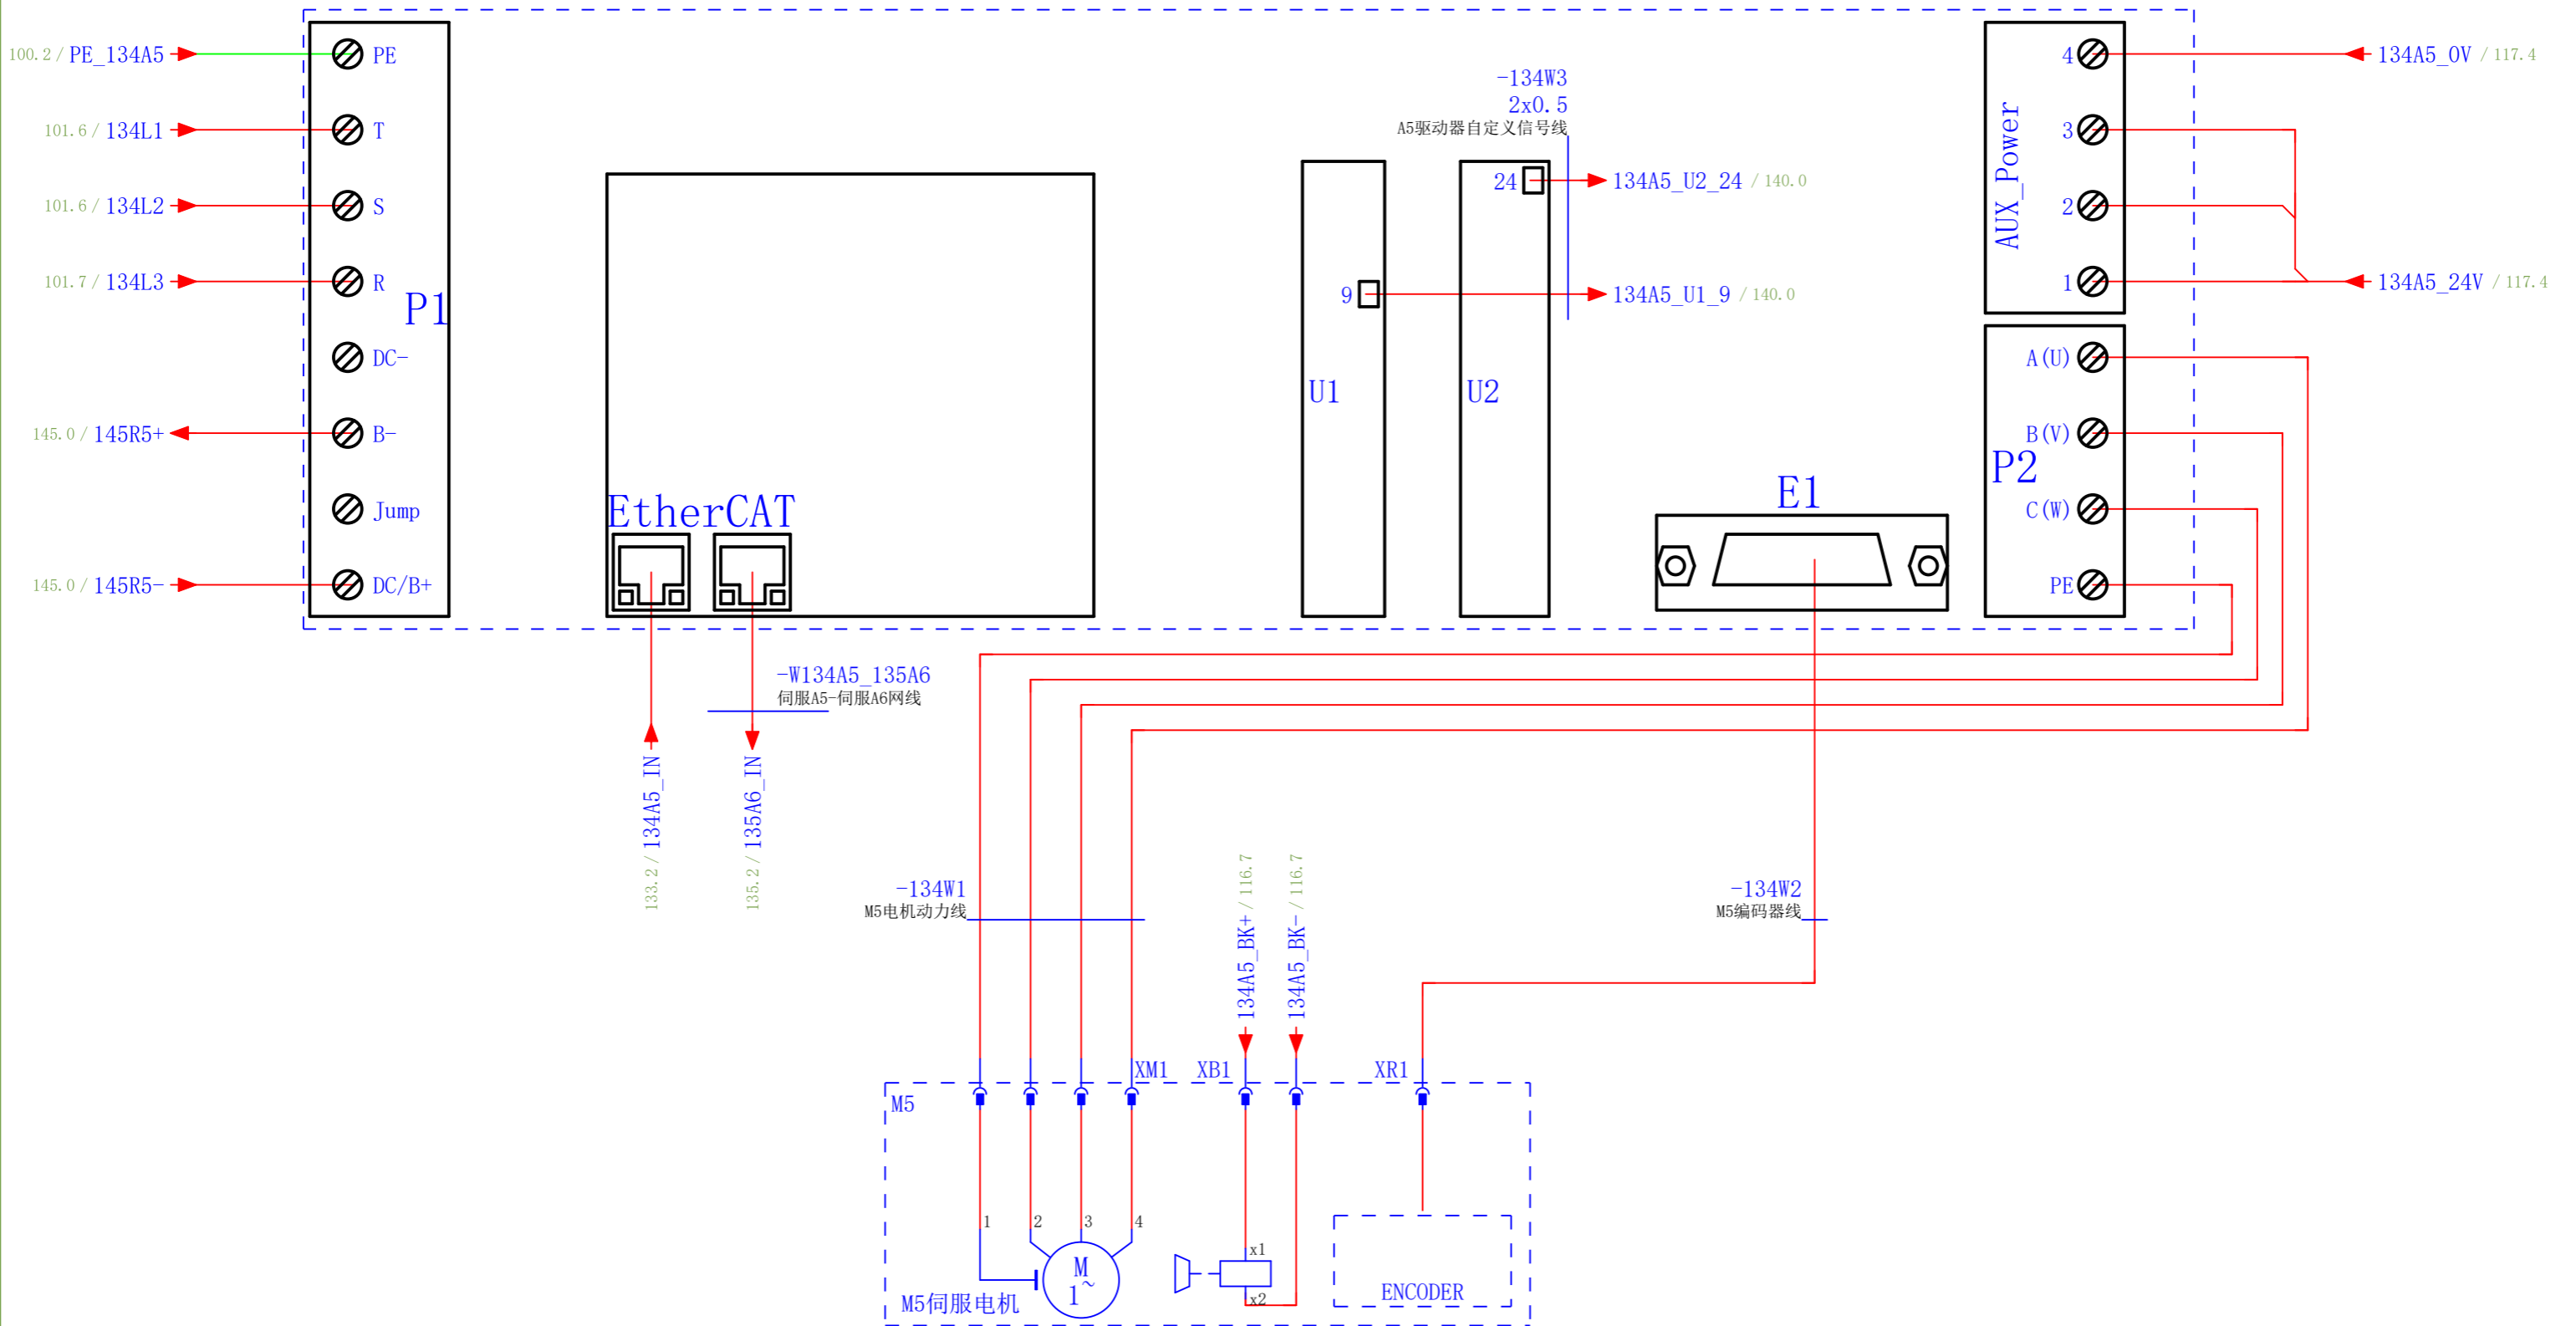 100.2 / PE_134A5
PE
101.6 / 134L1
T
101.6 / 134L2
S
101.7 / 134L3
R
P1
DC-
145.0 / 145R5+
B-
Jump
145.0 / 145R5-
DC/B+
EtherCAT
-134W3
2x0.5
A5驱动器自定义信号线
24
134A5_U2_24 / 140.0
9
134A5_U1_9 / 140.0
U1
U2
E1
AUX_Power
4
134A5_0V / 117.4
3
2
1
134A5_24V / 117.4
A(U)
B(V)
P2
C(W)
PE
-W134A5_135A6
伺服A5-伺服A6网线
133.2 / 134A5_IN
135.2 / 135A6_IN
-134W1
M5电机动力线
134A5_BK+ / 116.7
134A5_BK- / 116.7
-134W2
M5编码器线
XM1
XB1
XR1
M5
1
2
3
4
M
1~
M5伺服电机
x1
x2
ENCODER